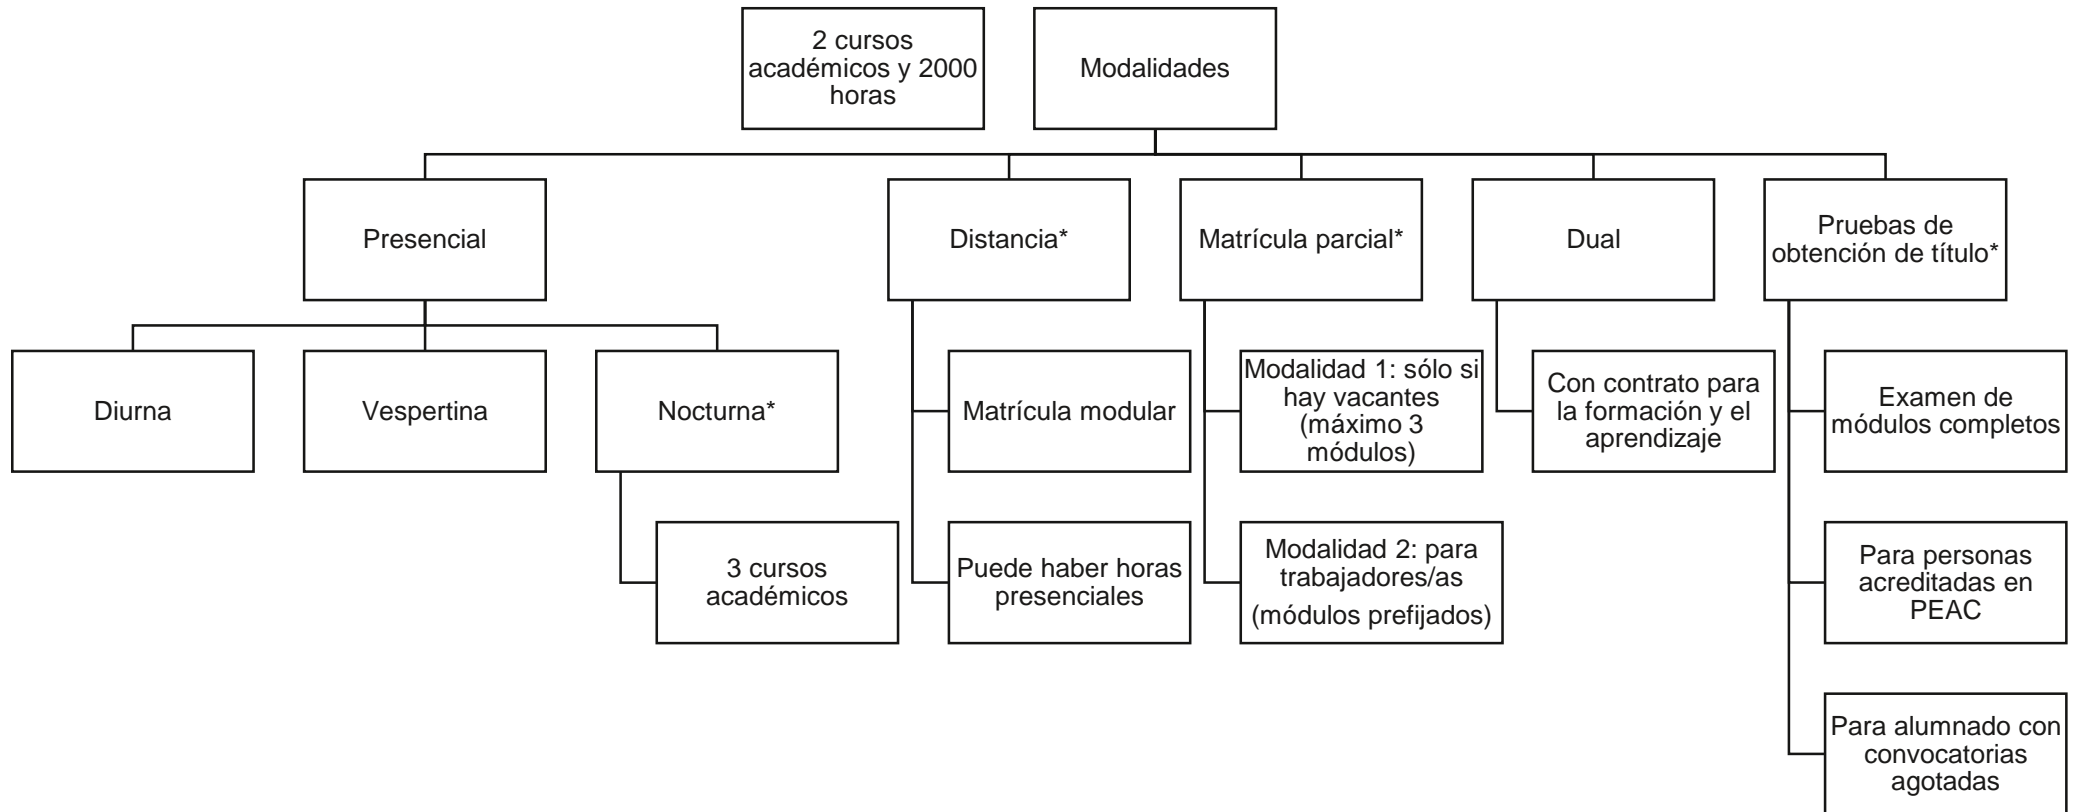 2 cursos
académicos y 2000
horas
Modalidades
Presencial
Distancia*
Matrícula parcial*
Dual
Pruebas de
obtención de título*
Diurna
Vespertina
Nocturna*
Matrícula modular
Modalidad 1: sólo si
hay vacantes
(máximo 3
módulos)
Con contrato para
la formación y el
aprendizaje
Examen de
módulos completos
3 cursos
académicos
Puede haber horas
presenciales
Modalidad 2: para
trabajadores/as
(módulos prefijados)
Para personas
acreditadas en
PEAC
Para alumnado con
convocatorias
agotadas